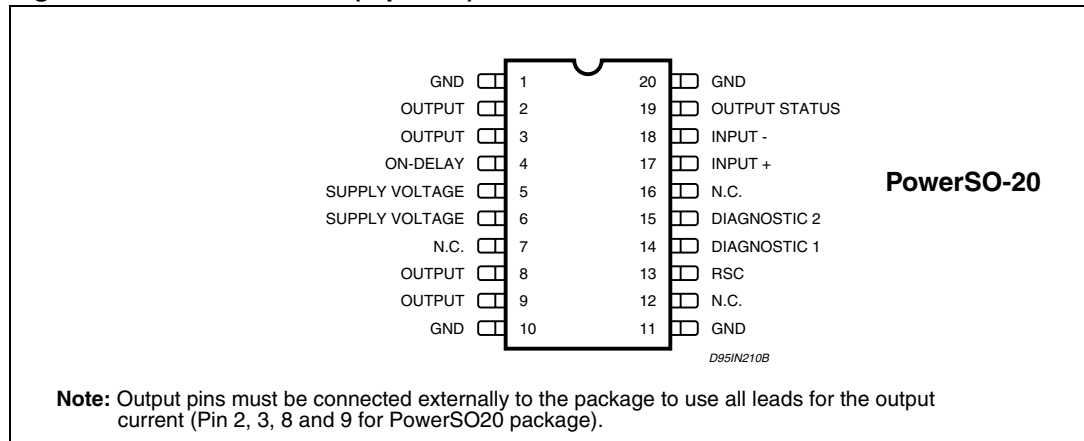 GND 1 20 GND
OUTPUT 2 19 OUTPUT STATUS
OUTPUT 3 18 INPUT -
ON-DELAY 4 17 INPUT +
SUPPLY VOLTAGE 5 16 N.C.
PowerSO-20
SUPPLY VOLTAGE 6 15 DIAGNOSTIC 2
N.C. 7 14 DIAGNOSTIC 1
OUTPUT 8 13 RSC
OUTPUT 9 12 N.C.
GND 10 11 GND
D95IN210B
Note: Output pins must be connected externally to the package to use all leads for the output
current (Pin 2, 3, 8 and 9 for PowerSO20 package).